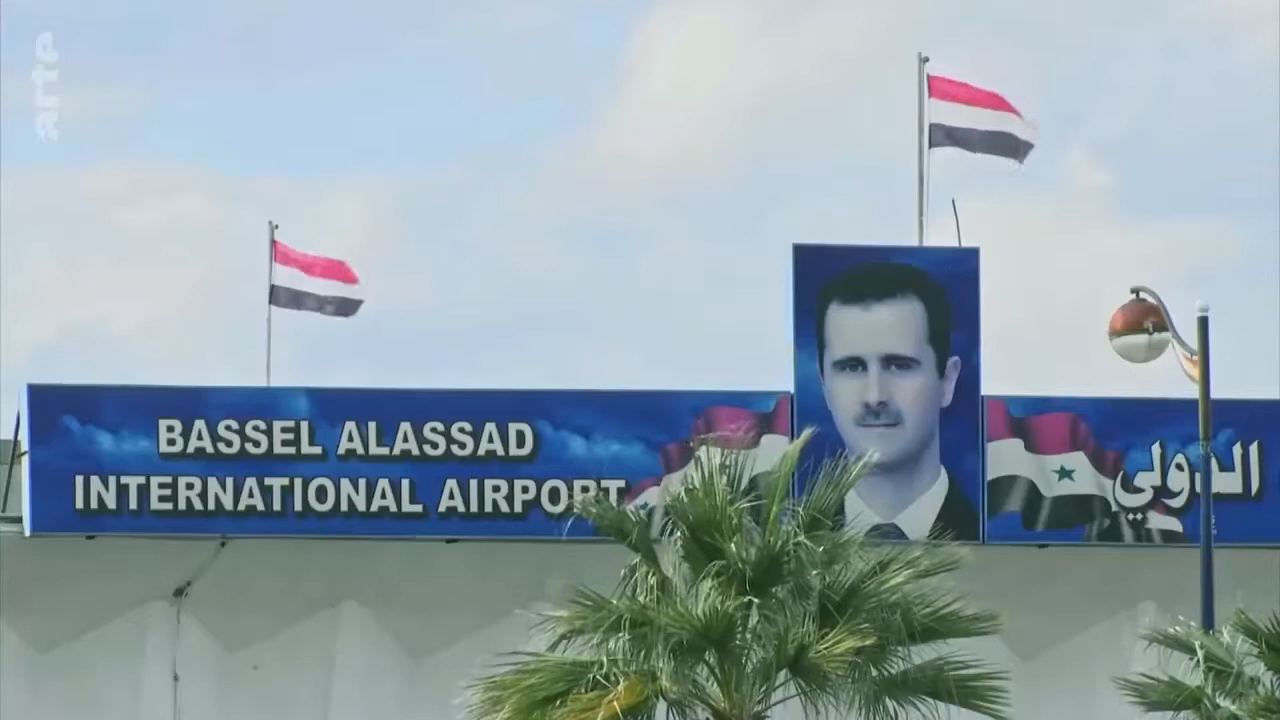 arte
BASSEL ALASSAD
INTERNATIONAL AIRPORT
الدولي